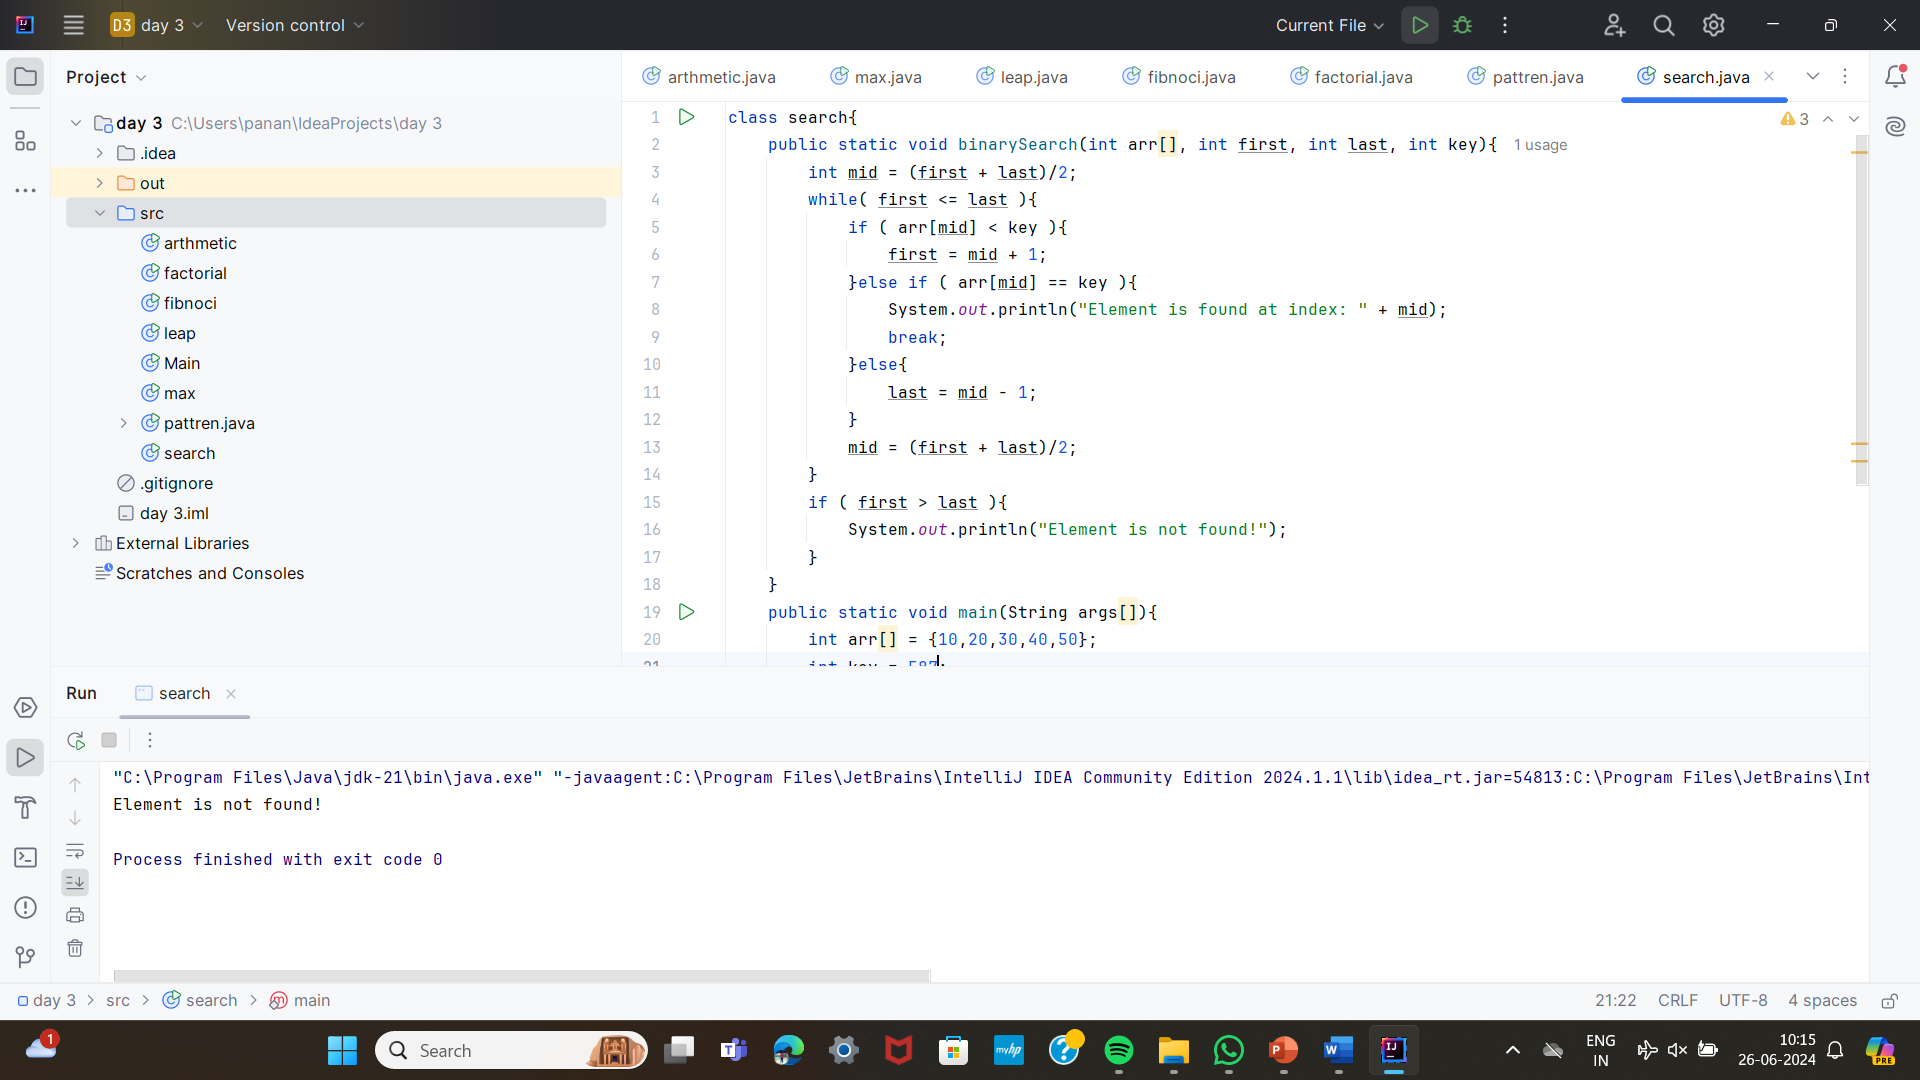 D3 day 3 Version control Current File
Project
arthmetic.java max.java leap.java fibnoci.java factorial.java pattren.java search.java
day 3 C:\Users\panan\IdeaProjects\day 3
.idea
out
src
arthmetic
factorial
fibnoci
leap
Main
max
pattren.java
search
.gitignore
day 3.iml
External Libraries
Scratches and Consoles
3
1 class search{
2 public static void binarySearch(int arr[], int first, int last, int key){ 1 usage
3 int mid = (first + last)/2;
4 while( first <= last ){
5 if ( arr[mid] < key ){
6 first = mid + 1;
7 }else if ( arr[mid] == key ){
8 System.out.println("Element is found at index: " + mid);
9 break;
10 }else{
11 last = mid - 1;
12 }
13 mid = (first + last)/2;
14 }
15 if ( first > last ){
16 System.out.println("Element is not found!");
17 }
18 }
19 public static void main(String args[]){
20 int arr[] = {10,20,30,40,50};
21 int key = 587;
Run search
"C:\Program Files\Java\jdk-21\bin\java.exe" "-javaagent:C:\Program Files\JetBrains\IntelliJ IDEA Community Edition 2024.1.1\lib\idea_rt.jar=54813:C:\Program Files\JetBrains\Int
Element is not found!
Process finished with exit code 0
day 3 > src > search > main 21:22 CRLF UTF-8 4 spaces
1
Search
myhp
ENG
IN
10:15
26-06-2024
PRE